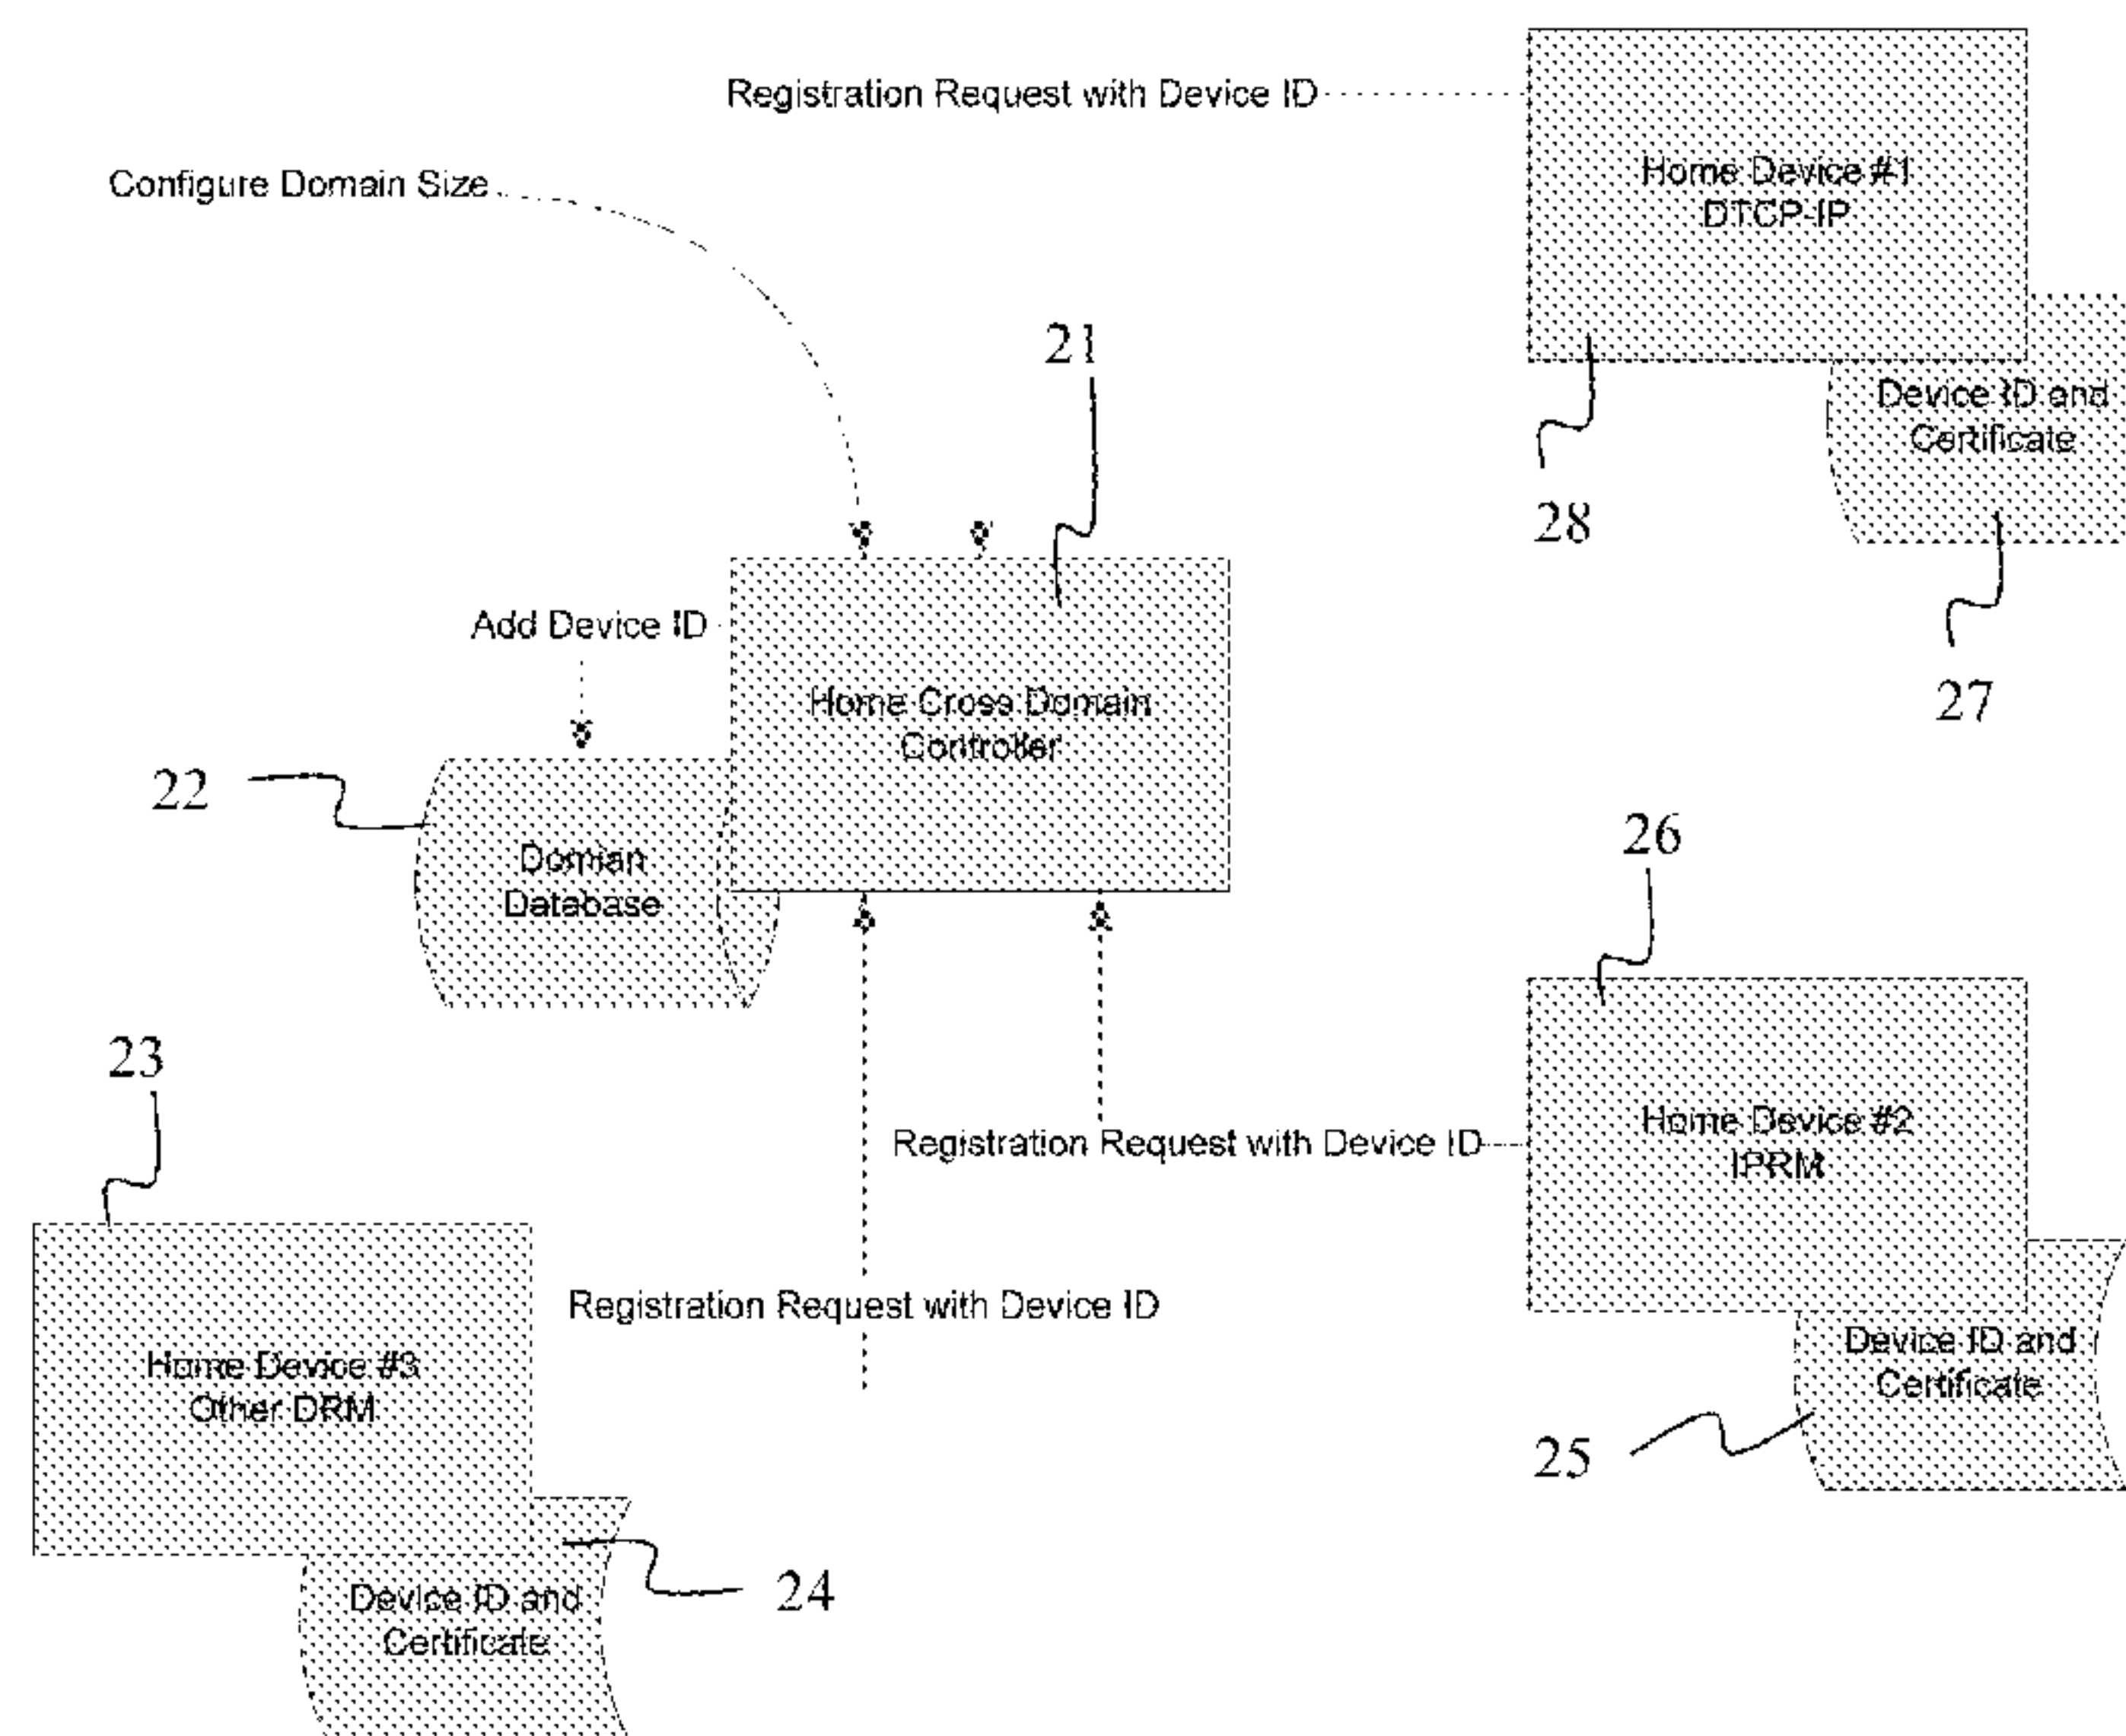 Registration Request with Device ID
Home Device #1
DTCP-IP
Configure Domain Size
21
Device ID and
Certificate
28
27
Add Device ID
Home Cross Domain
Controller
22
Domian
Database
26
23
Home Device #2
IPRM
Registration Request with Device ID
Registration Request with Device ID
Home Device #3
Other DRM
Device ID and
Certificate
25
24
Device ID and
Certificate